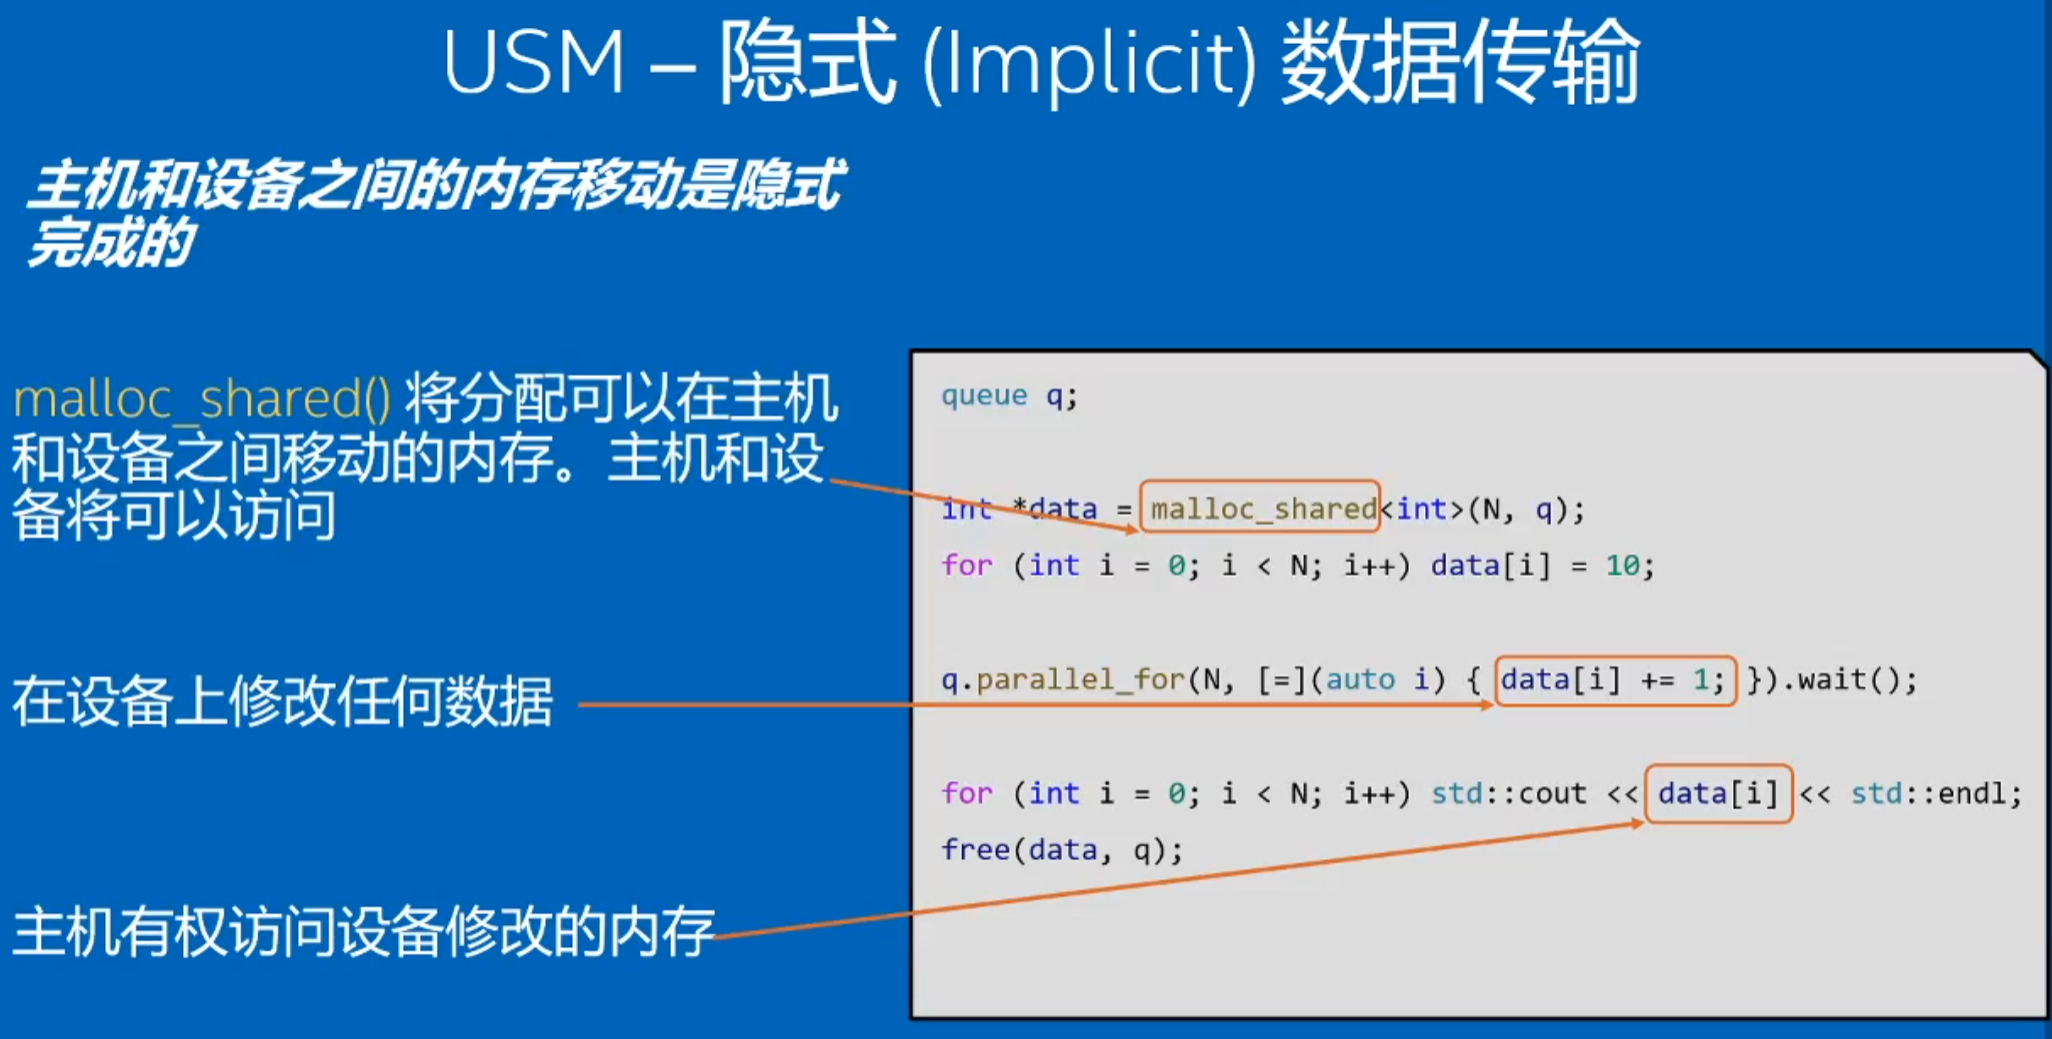 USM – 隐式 (Implicit) 数据传输
主机和设备之间的内存移动是隐式
完成的
malloc_shared() 将分配可以在主机
和设备之间移动的内存。主机和设
备将可以访问
在设备上修改任何数据
主机有权访问设备修改的内存
queue q;
int *data = malloc_shared<int>(N, q);
for (int i = 0; i < N; i++) data[i] = 10;
q.parallel_for(N, [=](auto i) { data[i] += 1; }).wait();
for (int i = 0; i < N; i++) std::cout << data[i] << std::endl;
free(data, q);